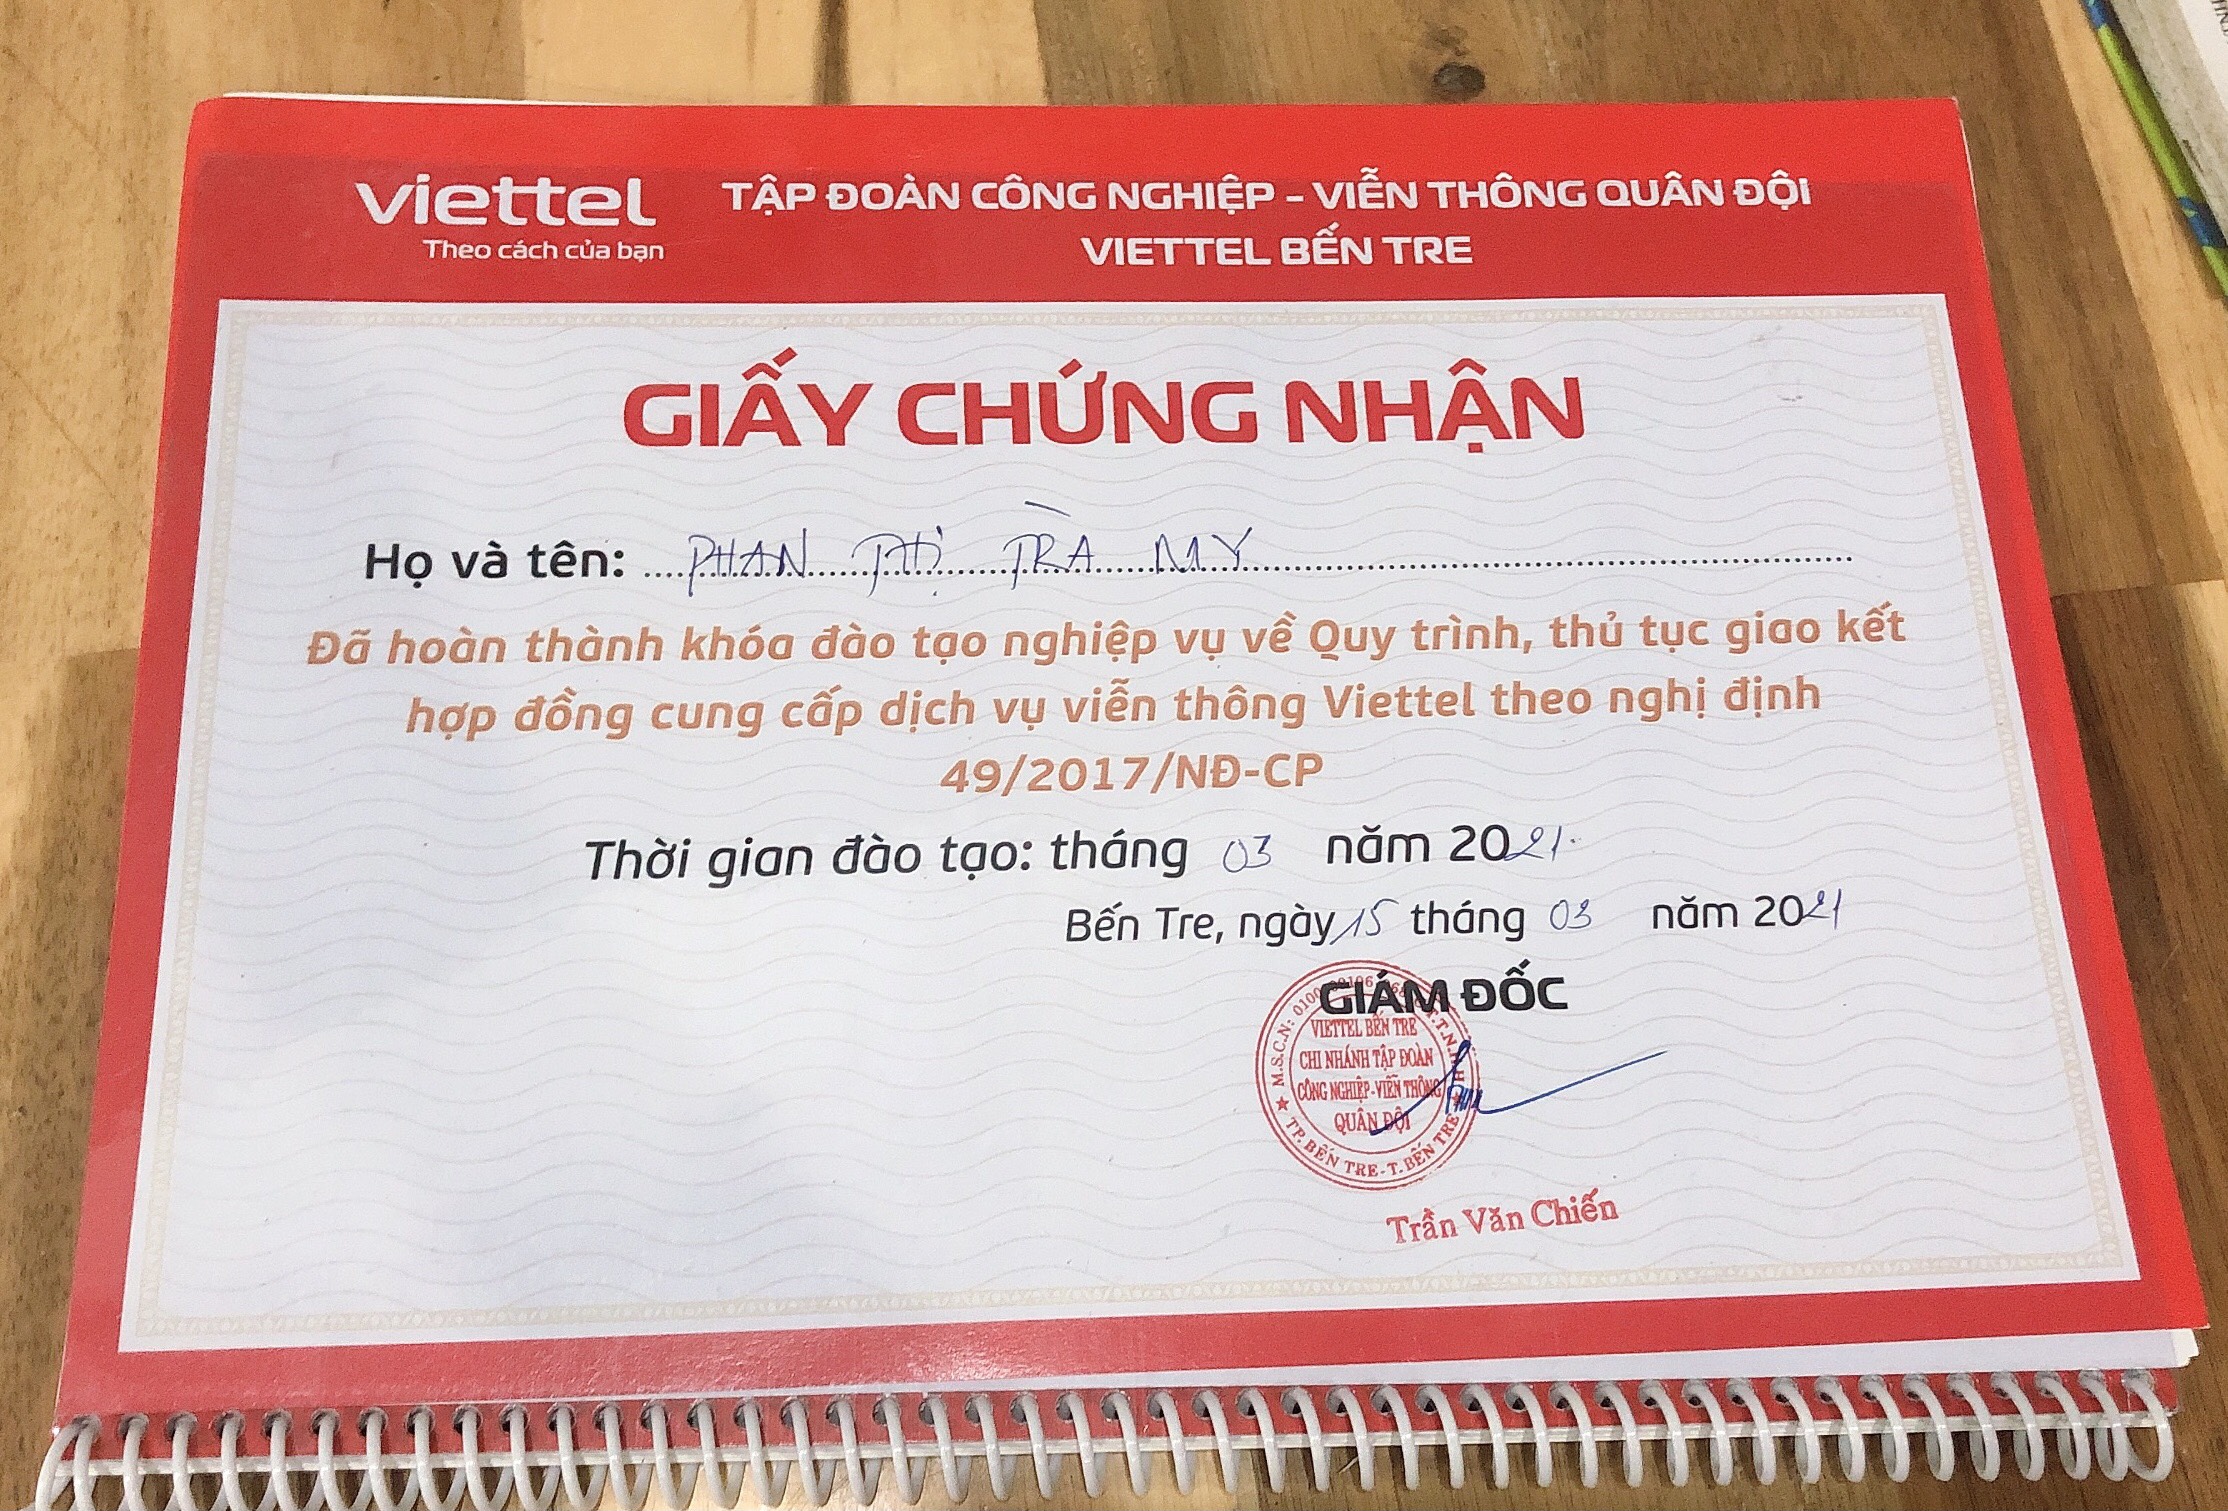 viettel
Theo cách của bạn
TẬP ĐOÀN CÔNG NGHIỆP - VIỄN THÔNG QUÂN ĐỘI
VIETTEL BẾN TRE
GIẤY CHỨNG NHẬN
Họ và tên: PHAN THỊ TRÀ MY
Đã hoàn thành khóa đào tạo nghiệp vụ về Quy trình, thủ tục giao kết
hợp đồng cung cấp dịch vụ viễn thông Viettel theo nghị định
49/2017/NĐ-CP
Thời gian đào tạo: tháng 03 năm 2021.
Bến Tre, ngày 15 tháng 03 năm 2021
GIÁM ĐỐC
M.S.C.N:
VIETTEL BẾN TRE
CHI NHÁNH TẬP ĐOÀN
CÔNG NGHIỆP-VIỄN THÔNG
QUÂN ĐỘI
TP. BẾN TRE-T. BẾN TRE
Trần Văn Chiến